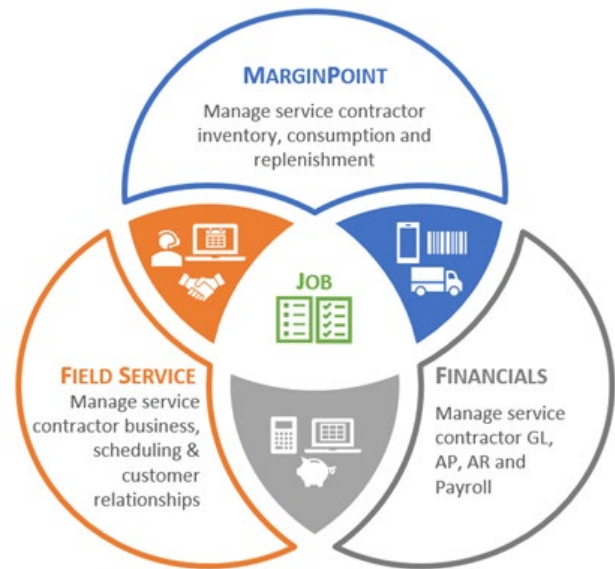 MARGINPOINT
Manage service contractor
inventory, consumption and
replenishment
JOB
FIELD SERVICE
Manage service
contractor business,
scheduling &
customer
relationships
FINANCIALS
Manage service
contractor GL,
AP, AR and
Payroll